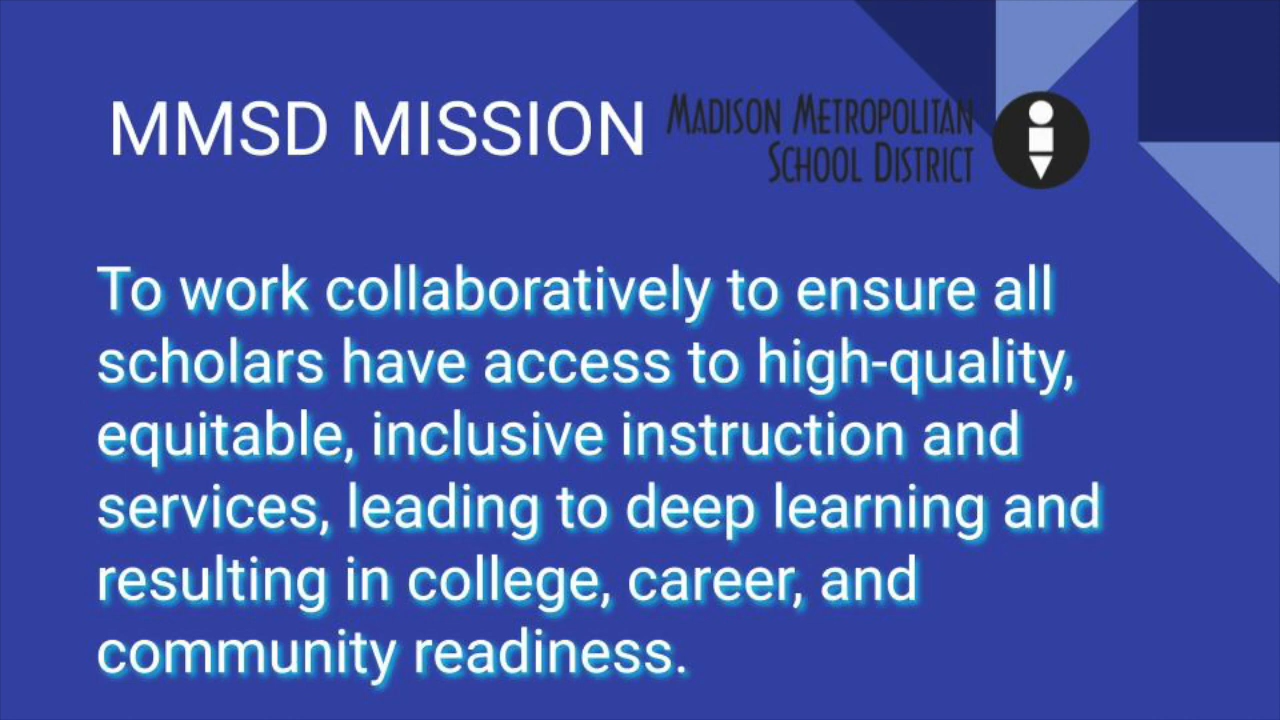 MMSD MISSION
MADISON METROPOLITAN
SCHOOL DISTRICT
To work collaboratively to ensure all
scholars have access to high-quality,
equitable, inclusive instruction and
services, leading to deep learning and
resulting in college, career, and
community readiness.